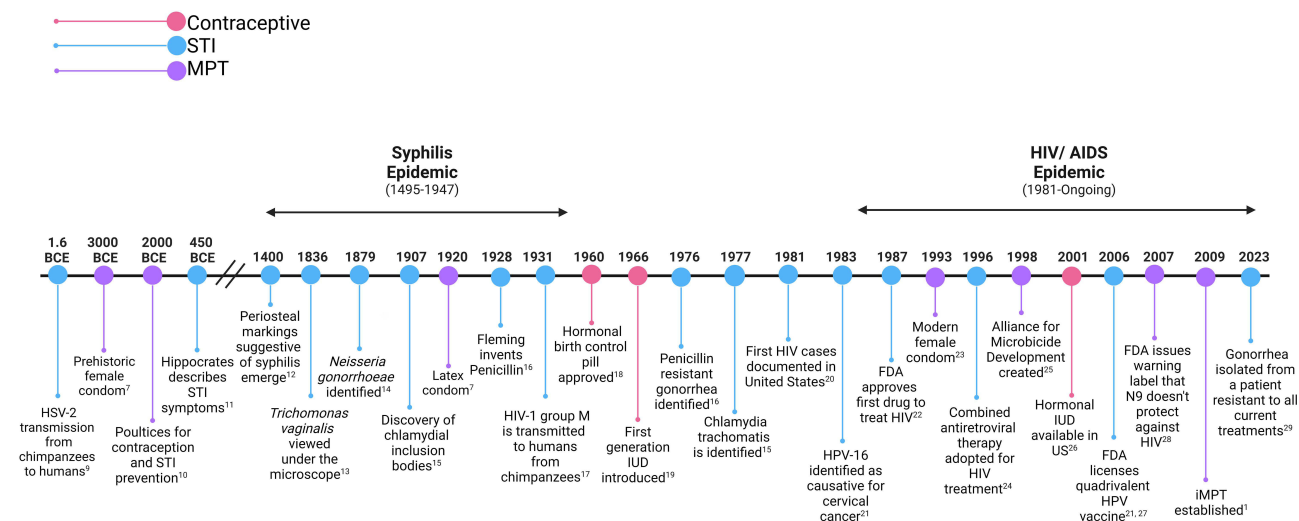 Contraceptive
STI
MPT
Syphilis
Epidemic
(1495-1947)
HIV/ AIDS
Epidemic
(1981-Ongoing)
1.6
BCE
3000
BCE
2000
BCE
450
BCE
1400
1836
1879
1907
1920
1928
1931
1960
1966
1976
1977
1981
1983
1987
1993
1996
1998
2001
2006
2007
2009
2023
HSV-2
transmission
from
chimpanzees
to humans⁹
Prehistoric
female
condom⁷
Poultices for
contraception
and STI
prevention¹⁰
Hippocrates
describes
STI
symptoms¹¹
Periosteal
markings
suggestive
of syphilis
emerge¹²
Trichomonas
vaginalis
viewed
under the
microscope¹³
Neisseria
gonorrhoeae
identified¹⁴
Discovery of
chlamydial
inclusion
bodies¹⁵
Latex
condom⁷
Fleming
invents
Penicillin¹⁶
HIV-1 group M
is transmitted
to humans
from
chimpanzees¹⁷
Hormonal
birth control
pill
approved¹⁸
First
generation
IUD
introduced¹⁹
Penicillin
resistant
gonorrhea
identified¹⁶
Chlamydia
trachomatis
is identified¹⁵
First HIV cases
documented in
United States²⁰
HPV-16
identified as
causative for
cervical
cancer²¹
FDA
approves
first drug to
treat HIV²²
Modern
female
condom²³
Combined
antiretroviral
therapy
adopted for
HIV
treatment²⁴
Alliance for
Microbicide
Development
created²⁵
Hormonal
IUD
available in
US²⁶
FDA
licenses
quadrivalent
HPV
vaccine²¹˒ ²⁷
FDA issues
warning
label that
N9 doesn't
protect
against
HIV²⁸
iMPT
established¹
Gonorrhea
isolated from
a patient
resistant to all
current
treatments²⁹